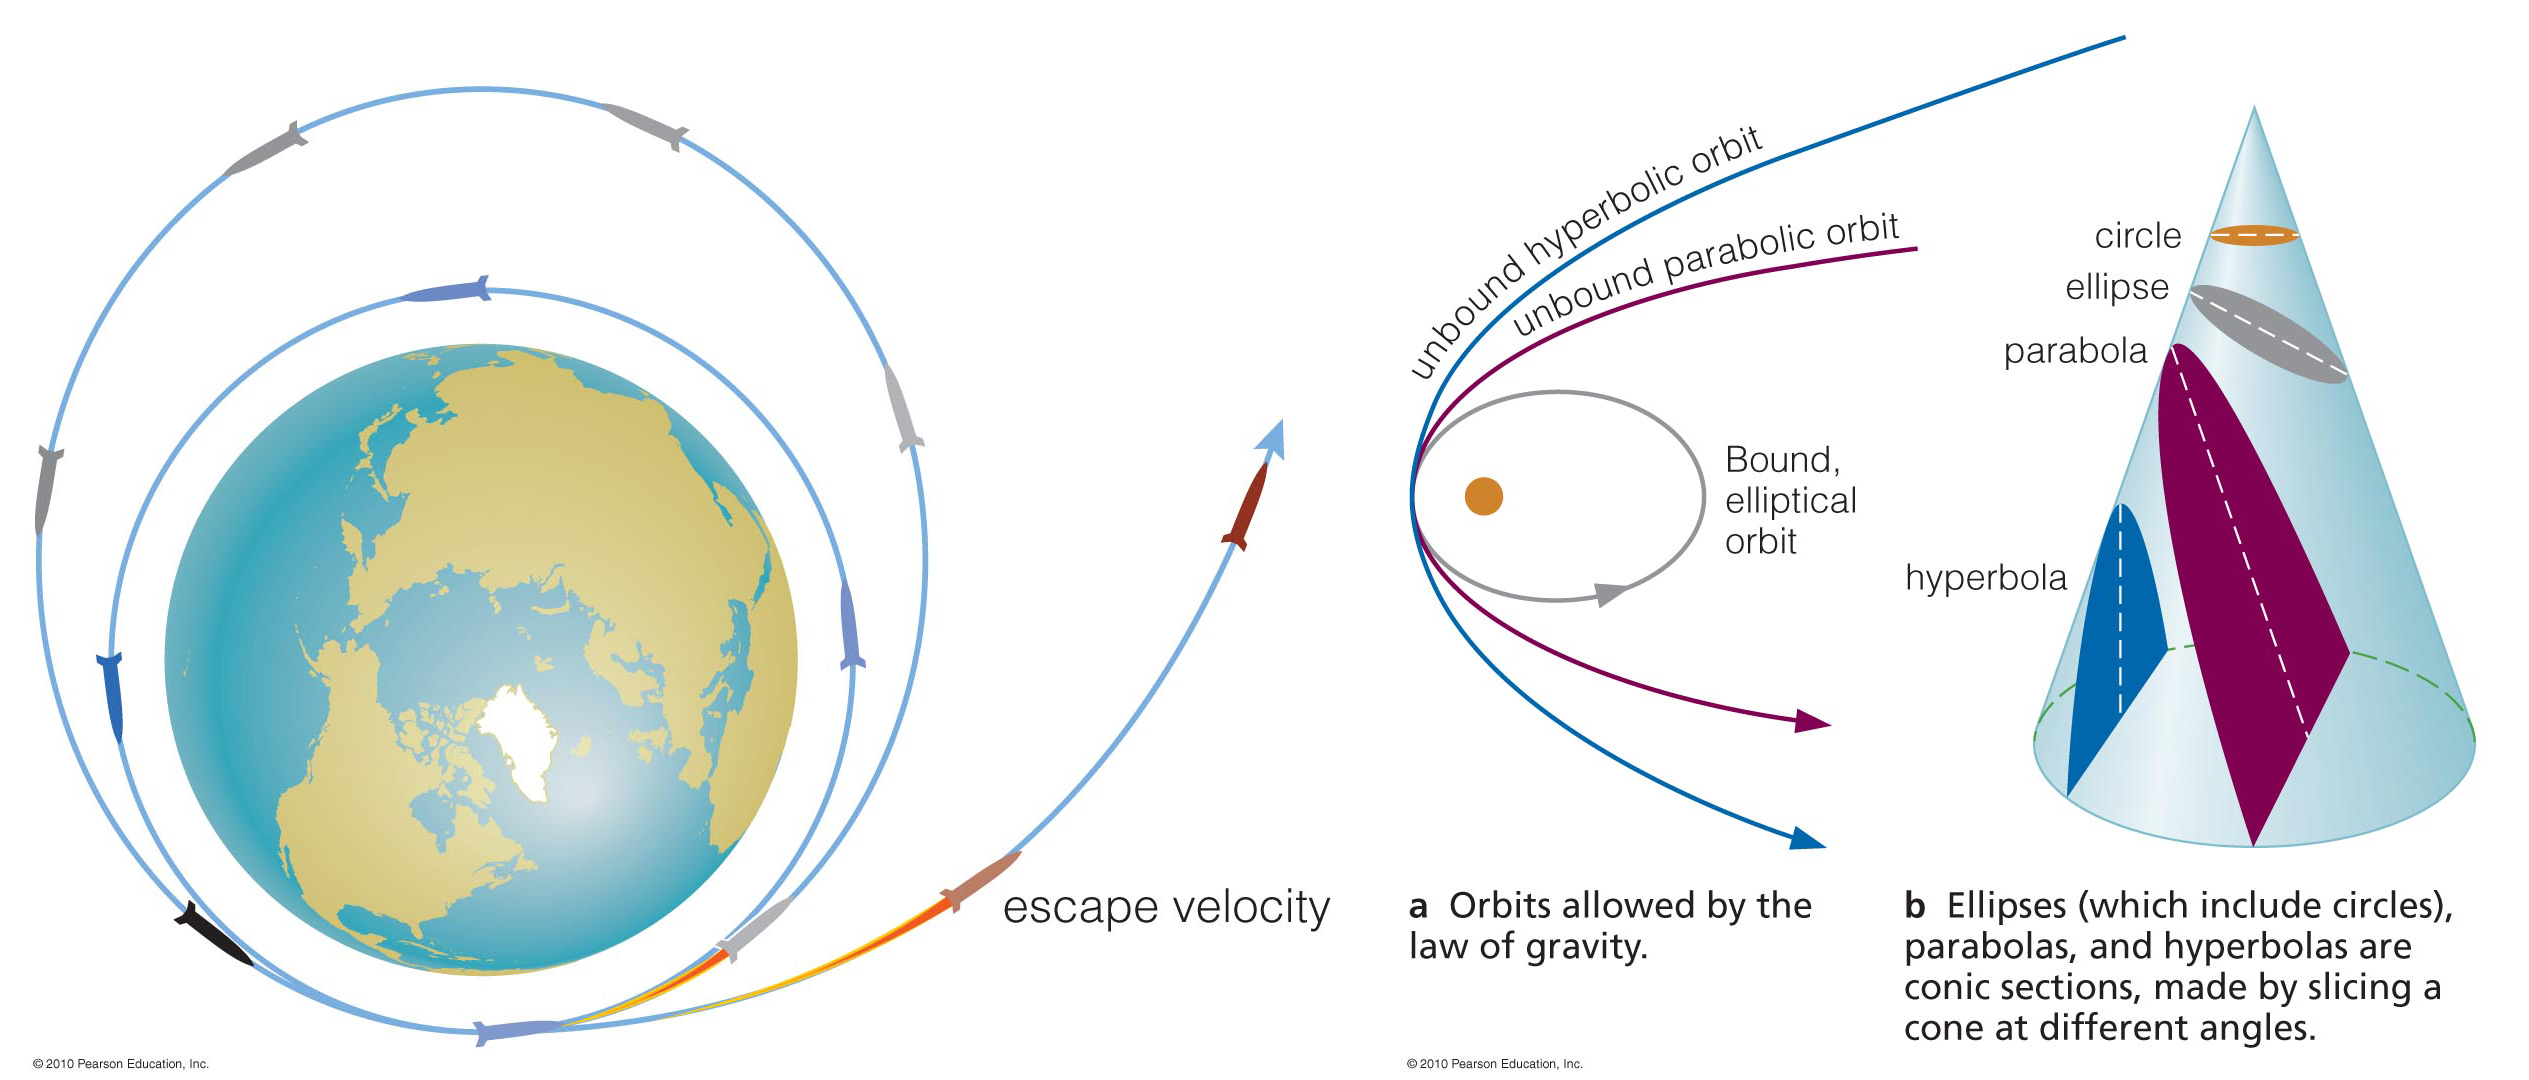 escape velocity
© 2010 Pearson Education, Inc.
unbound hyperbolic orbit
unbound parabolic orbit
Bound,
elliptical
orbit
a Orbits allowed by the
law of gravity.
© 2010 Pearson Education, Inc.
circle
ellipse
parabola
hyperbola
b Ellipses (which include circles),
parabolas, and hyperbolas are
conic sections, made by slicing a
cone at different angles.